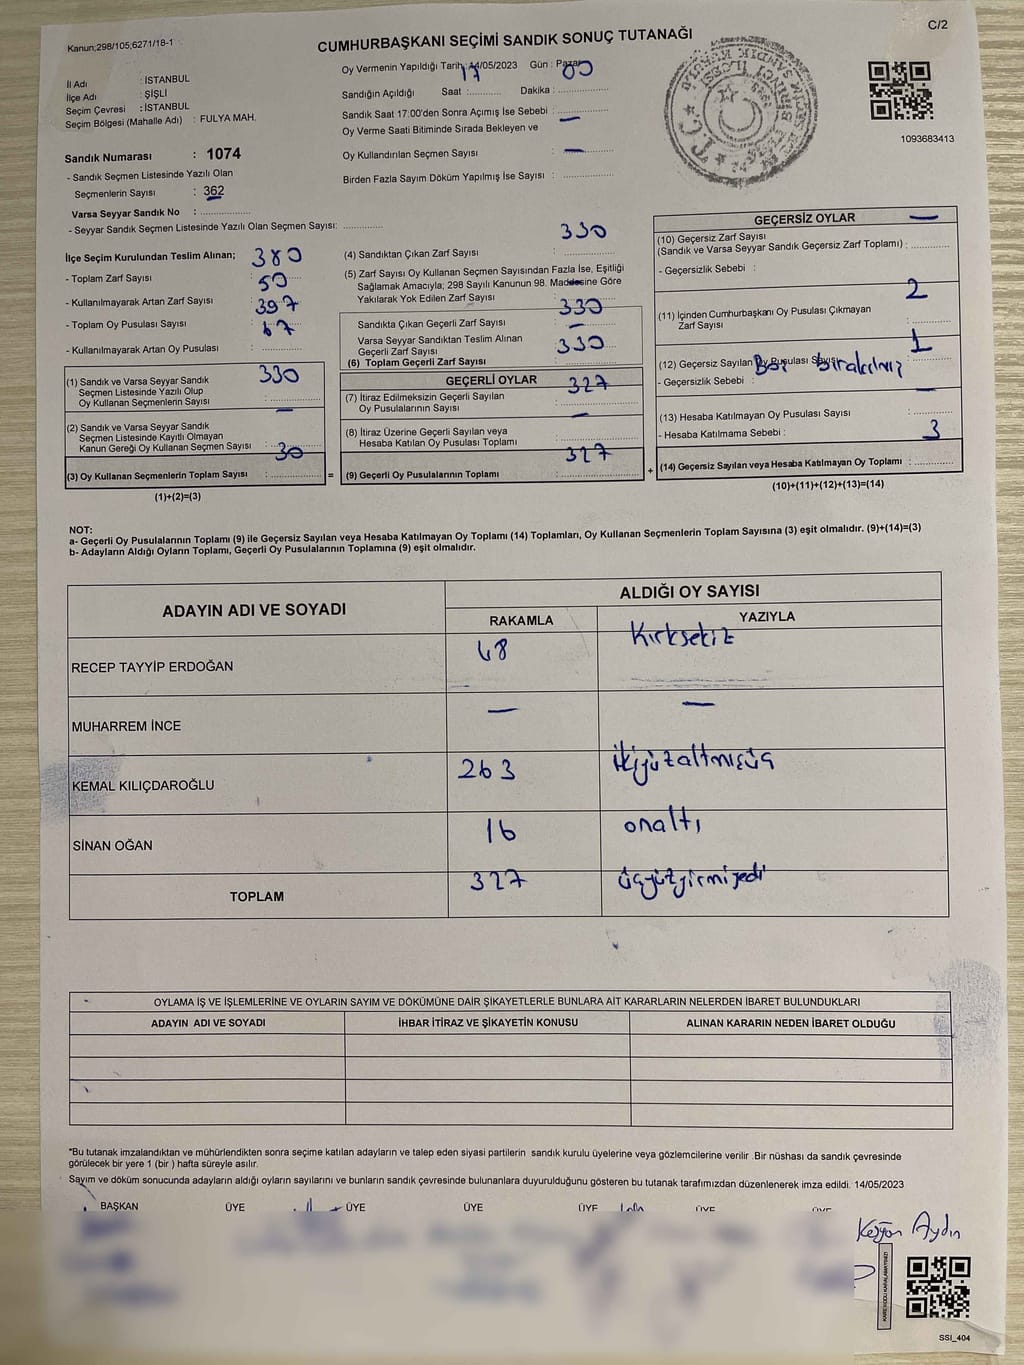 Kanun;298/105;6271/18-1
C/2
CUMHURBAŞKANI SEÇİMİ SANDIK SONUÇ TUTANAĞI
İl Adı : İSTANBUL
İlçe Adı : ŞİŞLİ
Seçim Çevresi : İSTANBUL
Seçim Bölgesi (Mahalle Adı) : FULYA MAH.
Sandık Numarası : 1074
- Sandık Seçmen Listesinde Yazılı Olan
Seçmenlerin Sayısı : 362
Varsa Seyyar Sandık No : ..................
- Seyyar Sandık Seçmen Listesinde Yazılı Olan Seçmen Sayısı: ..................
Oy Vermenin Yapıldığı Tarih: 14/05/2023 Gün : Pazar
Sandığın Açıldığı Saat :.......... Dakika :..............
17 00
Sandık Saat 17:00'den Sonra Açımış İse Sebebi : —
Oy Verme Saati Bitiminde Sırada Bekleyen ve
Oy Kullandırılan Seçmen Sayısı : —
Birden Fazla Sayım Döküm Yapılmış İse Sayısı : ..............
1093683413
İlçe Seçim Kurulundan Teslim Alınan;
- Toplam Zarf Sayısı : 380
- Kullanılmayarak Artan Zarf Sayısı : 50
- Toplam Oy Pusulası Sayısı : 397
- Kullanılmayarak Artan Oy Pusulası : 67
(1) Sandık ve Varsa Seyyar Sandık
Seçmen Listesinde Yazılı Olup
Oy Kullanan Seçmenlerin Sayısı : 330
(2) Sandık ve Varsa Seyyar Sandık
Seçmen Listesinde Kayıtlı Olmayan
Kanun Gereği Oy Kullanan Seçmen Sayısı : —
(3) Oy Kullanan Seçmenlerin Toplam Sayısı : 30
(1)+(2)=(3)
(4) Sandıktan Çıkan Zarf Sayısı : 330
(5) Zarf Sayısı Oy Kullanan Seçmen Sayısından Fazla İse, Eşitliği
Sağlamak Amacıyla; 298 Sayılı Kanunun 98. Maddesine Göre
Yakılarak Yok Edilen Zarf Sayısı : —
Sandıkta Çıkan Geçerli Zarf Sayısı : 330
Varsa Seyyar Sandıktan Teslim Alınan
Geçerli Zarf Sayısı : —
(6) Toplam Geçerli Zarf Sayısı : 330
GEÇERLİ OYLAR
(7) İtiraz Edilmeksizin Geçerli Sayılan
Oy Pusulalarının Sayısı : 327
(8) İtiraz Üzerine Geçerli Sayılan veya
Hesaba Katılan Oy Pusulası Toplamı : —
(9) Geçerli Oy Pusulalarının Toplamı : 327
GEÇERSİZ OYLAR
(10) Geçersiz Zarf Sayısı
(Sandık ve Varsa Seyyar Sandık Geçersiz Zarf Toplamı) : —
- Geçersizlik Sebebi :
(11) İçinden Cumhurbaşkanı Oy Pusulası Çıkmayan
Zarf Sayısı : 2
(12) Geçersiz Sayılan Oy Pusulası Sayısı : 1
- Geçersizlik Sebebi : Boş
(13) Hesaba Katılmayan Oy Pusulası Sayısı : —
- Hesaba Katılmama Sebebi :
(14) Geçersiz Sayılan veya Hesaba Katılmayan Oy Toplamı : 3
(10)+(11)+(12)+(13)=(14)
NOT:
a- Geçerli Oy Pusulalarının Toplamı (9) ile Geçersiz Sayılan veya Hesaba Katılmayan Oy Toplamı (14) Toplamları, Oy Kullanan Seçmenlerin Toplam Sayısına (3) eşit olmalıdır. (9)+(14)=(3)
b- Adayların Aldığı Oyların Toplamı, Geçerli Oy Pusulalarının Toplamına (9) eşit olmalıdır.
ADAYIN ADI VE SOYADI ALDIĞI OY SAYISI
RAKAMLA YAZIYLA
RECEP TAYYİP ERDOĞAN 48 Kırksekiz
MUHARREM İNCE — —
KEMAL KILIÇDAROĞLU 263 ikiyüzaltmışüç
SİNAN OĞAN 16 onaltı
TOPLAM 327 üçyüzyirmiyedi
OYLAMA İŞ VE İŞLEMLERİNE VE OYLARIN SAYIM VE DÖKÜMÜNE DAİR ŞİKAYETLERLE BUNLARA AİT KARARLARIN NELERDEN İBARET BULUNDUKLARI
ADAYIN ADI VE SOYADI İHBAR İTİRAZ VE ŞİKAYETİN KONUSU ALINAN KARARIN NEDEN İBARET OLDUĞU
*Bu tutanak imzalandıktan ve mühürlendikten sonra seçime katılan adayların ve talep eden siyasi partilerin sandık kurulu üyelerine veya gözlemcilerine verilir .Bir nüshası da sandık çevresinde
görülecek bir yere 1 (bir ) hafta süreyle asılır.
Sayım ve döküm sonucunda adayların aldığı oyların sayılarını ve bunların sandık çevresinde bulunanlara duyurulduğunu gösteren bu tutanak tarafımızdan düzenlenerek imza edildi. 14/05/2023
BAŞKAN ÜYE ÜYE ÜYE ÜYE ÜYE ÜYE
Aydın
SSI_404